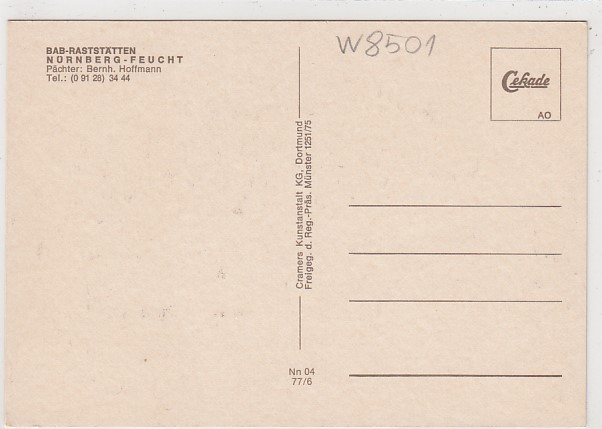 BAB-RASTSTÄTTEN
NÜRNBERG-FEUCHT
Pächter: Bernh. Hoffmann
Tel.: (0 91 28) 34 44
W8501
Cekade
AO
Cramers Kunstanstalt KG, Dortmund
Freigeg. d. Reg.-Präs. Münster 1251/75
Nn 04
77/6